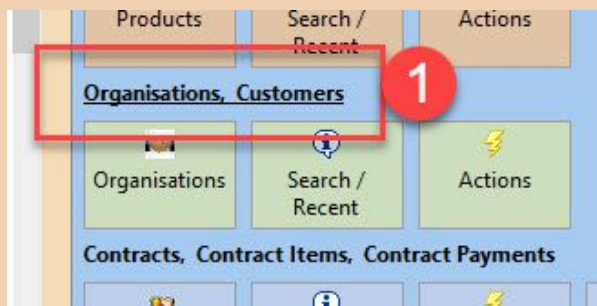 Products Search / Actions
Recent
1
Organisations, Customers
Organisations Search / Actions
Recent
Contracts, Contract Items, Contract Payments